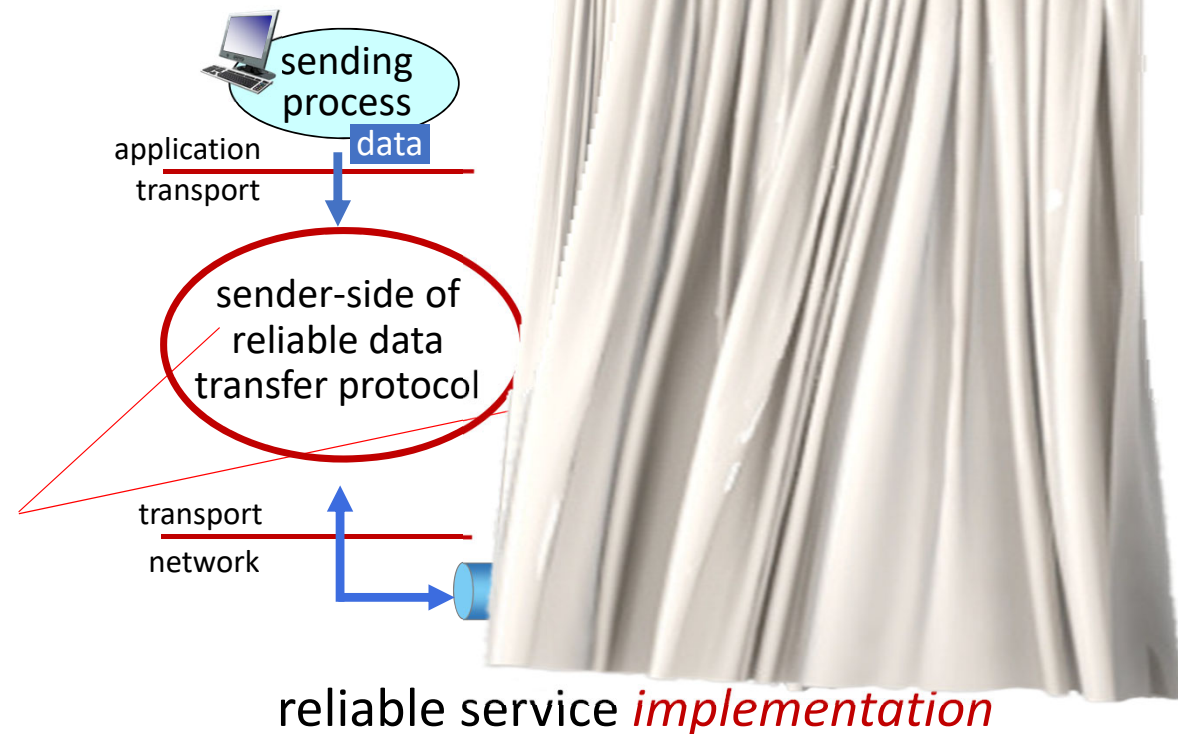 sending
process
data
application
transport
sender-side of
reliable data
transfer protocol
transport
network
reliable service implementation